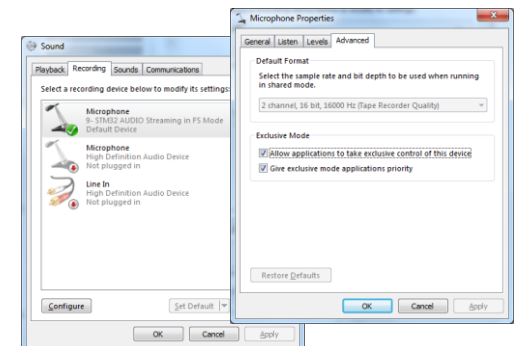 Sound
Playback Recording Sounds Communications
Select a recording device below to modify its settings:
Microphone
9- STM32 AUDIO Streaming in FS Mode
Default Device
Microphone
High Definition Audio Device
Not plugged in
Line In
High Definition Audio Device
Not plugged in
Configure
Set Default
OK
Cancel
Apply
Microphone Properties
General Listen Levels Advanced
Default Format
Select the sample rate and bit depth to be used when running
in shared mode.
2 channel, 16 bit, 16000 Hz (Tape Recorder Quality)
Exclusive Mode
Allow applications to take exclusive control of this device
Give exclusive mode applications priority
Restore Defaults
OK
Cancel
Apply